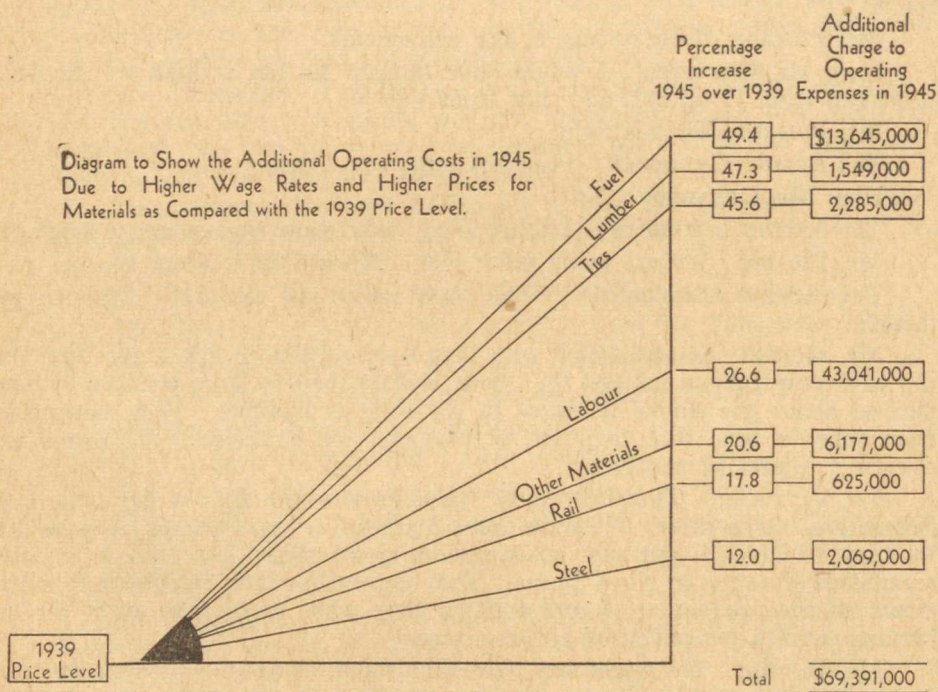 Percentage
Increase
1945 over 1939
Additional
Charge to
Operating
Expenses in 1945
Diagram to Show the Additional Operating Costs in 1945
Due to Higher Wage Rates and Higher Prices for
Materials as Compared with the 1939 Price Level.
Fuel 49.4 $13,645,000
Lumber 47.3 1,549,000
Ties 45.6 2,285,000
Labour 26.6 43,041,000
Other Materials 20.6 6,177,000
Rail 17.8 625,000
Steel 12.0 2,069,000
1939
Price Level
Total $69,391,000